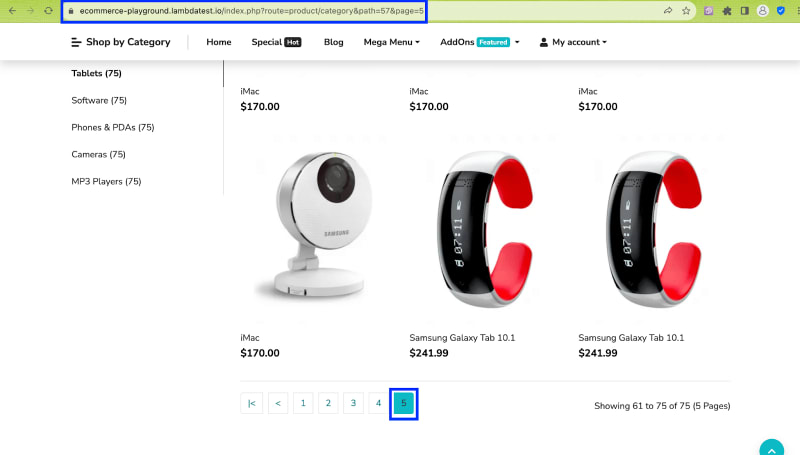 ecommerce-playground.lambdatest.io/index.php?route=product/category&path=57&page=5
Shop by Category Home Special Hot Blog Mega Menu AddOns Featured My account
Tablets (75)
Software (75)
Phones & PDAs (75)
Cameras (75)
MP3 Players (75)
iMac iMac iMac
$170.00 $170.00 $170.00
SAMSUNG
07:11 07:11
iMac Samsung Galaxy Tab 10.1 Samsung Galaxy Tab 10.1
$170.00 $241.99 $241.99
|< < 1 2 3 4 5 Showing 61 to 75 of 75 (5 Pages)